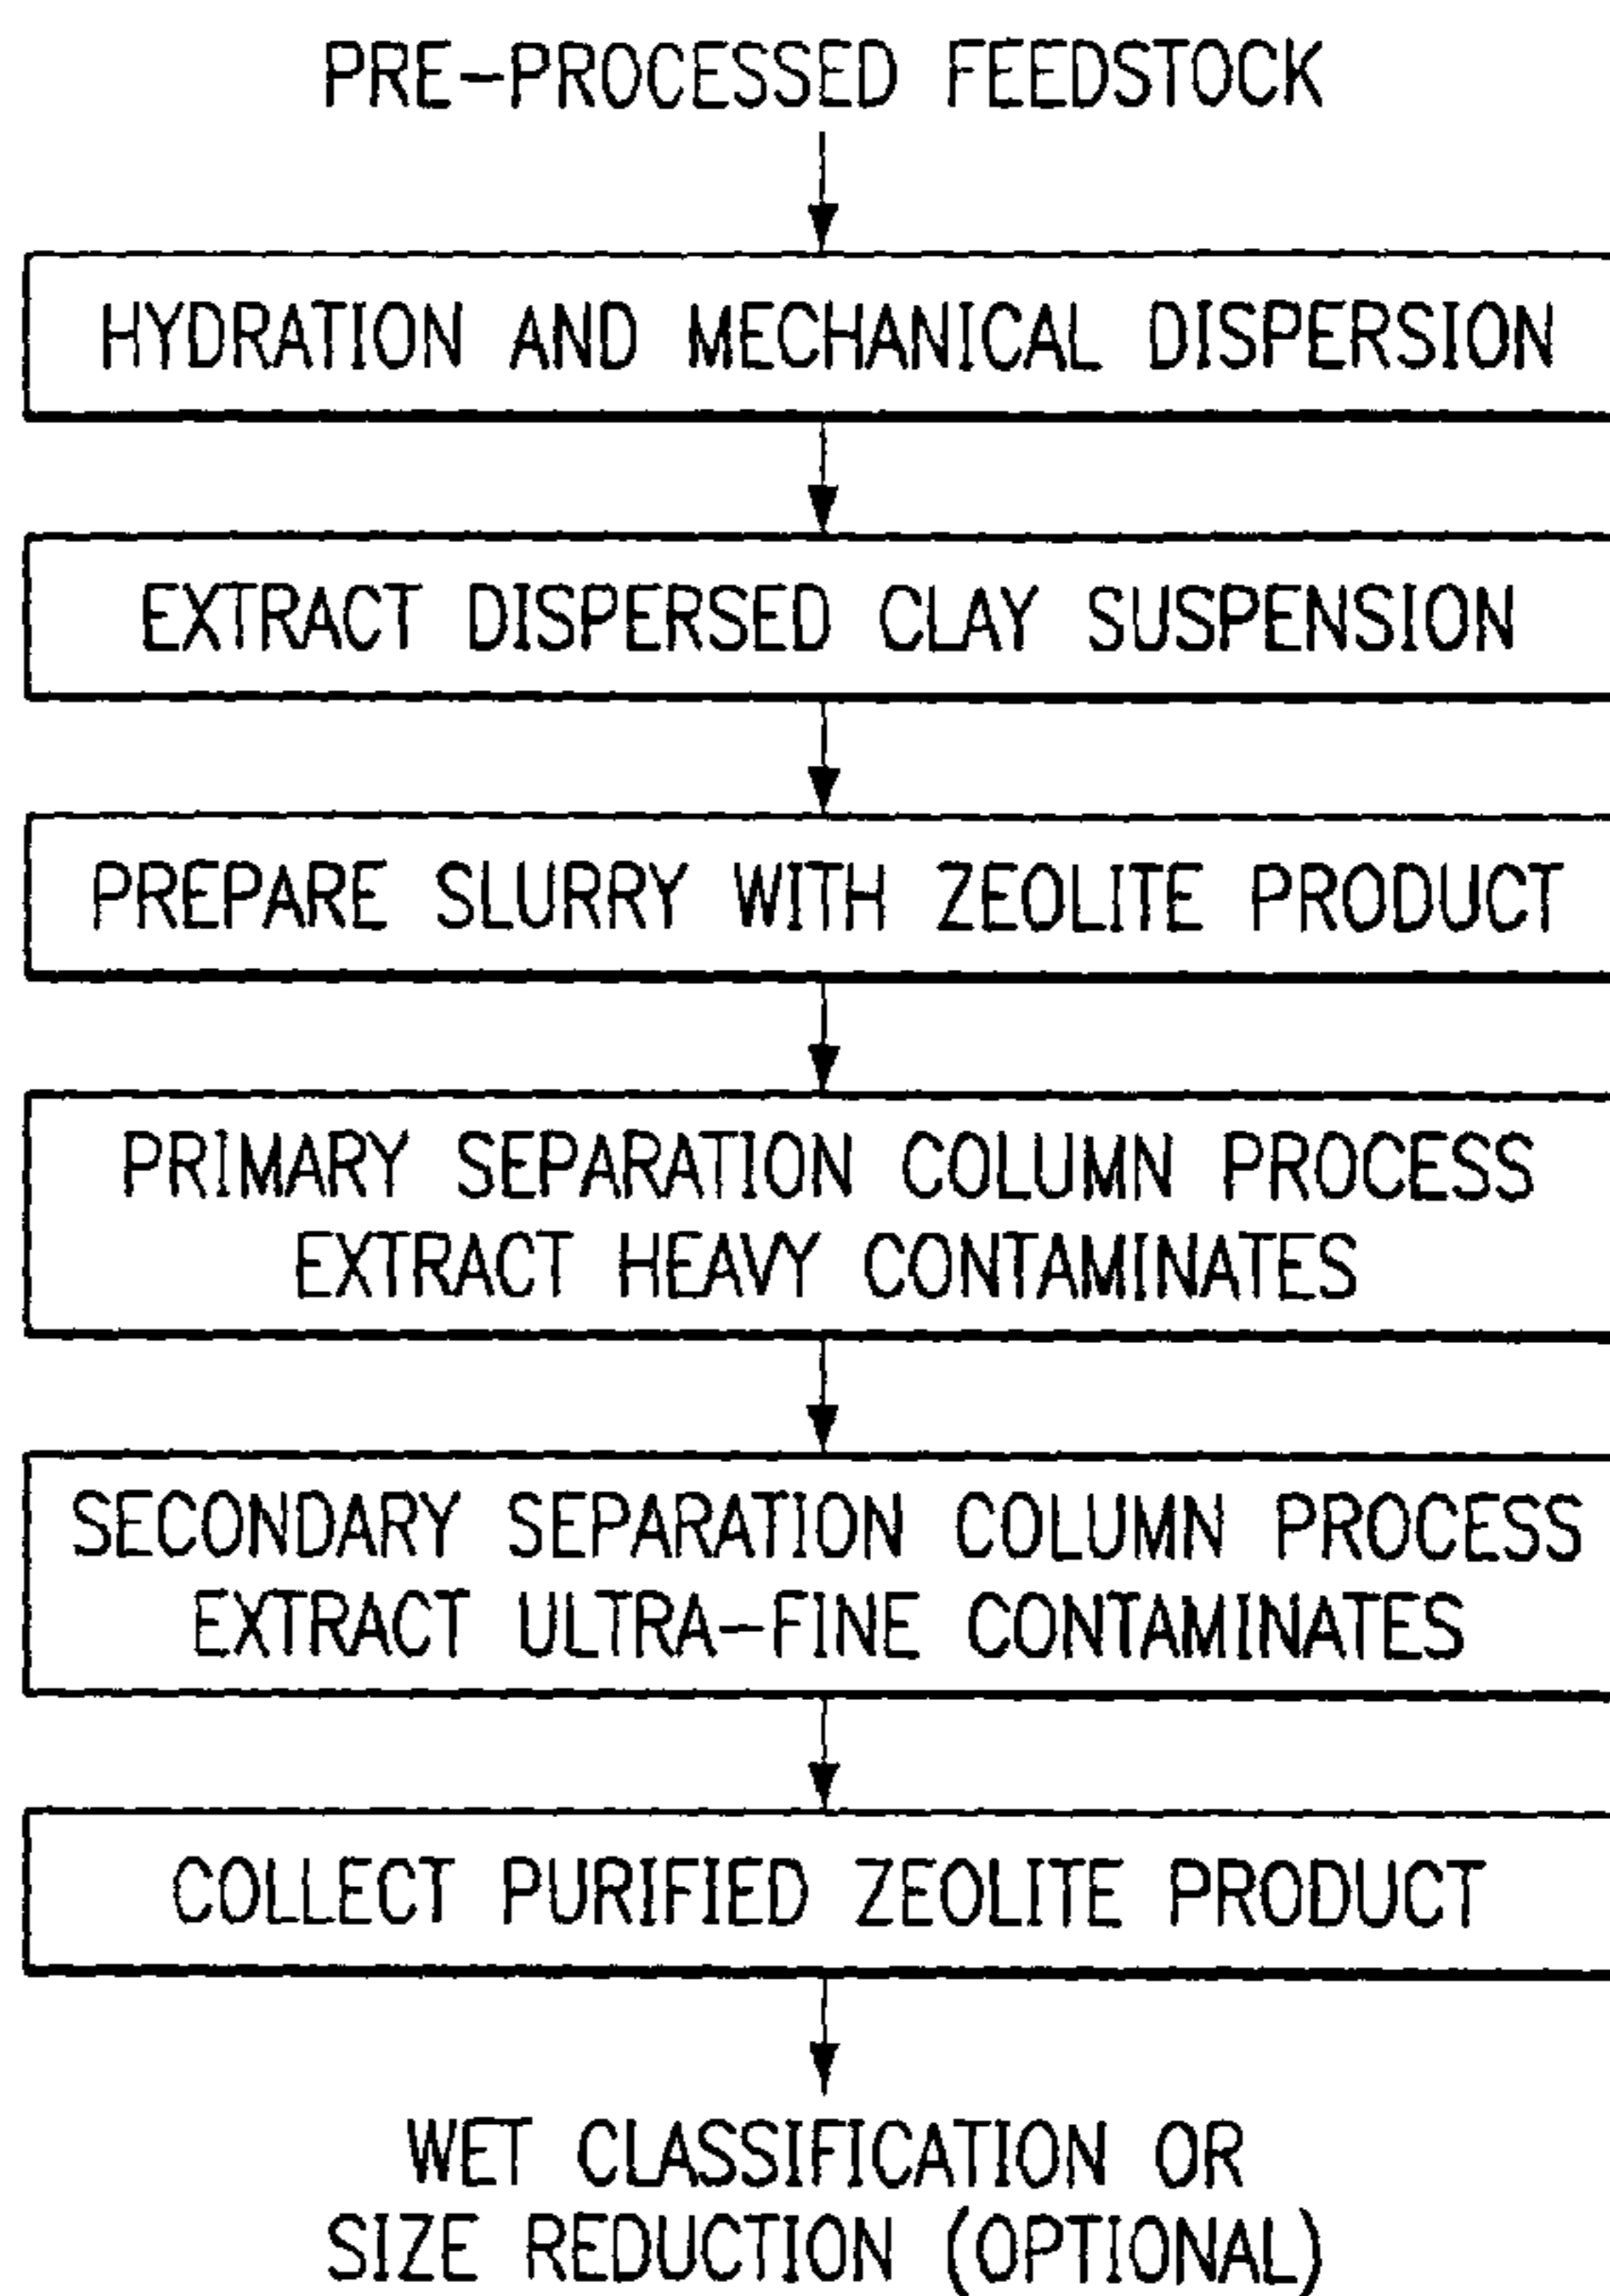 PRE-PROCESSED FEEDSTOCK
HYDRATION AND MECHANICAL DISPERSION
EXTRACT DISPERSED CLAY SUSPENSION
PREPARE SLURRY WITH ZEOLITE PRODUCT
PRIMARY SEPARATION COLUMN PROCESS
EXTRACT HEAVY CONTAMINATES
SECONDARY SEPARATION COLUMN PROCESS
EXTRACT ULTRA-FINE CONTAMINATES
COLLECT PURIFIED ZEOLITE PRODUCT
WET CLASSIFICATION OR
SIZE REDUCTION (OPTIONAL)